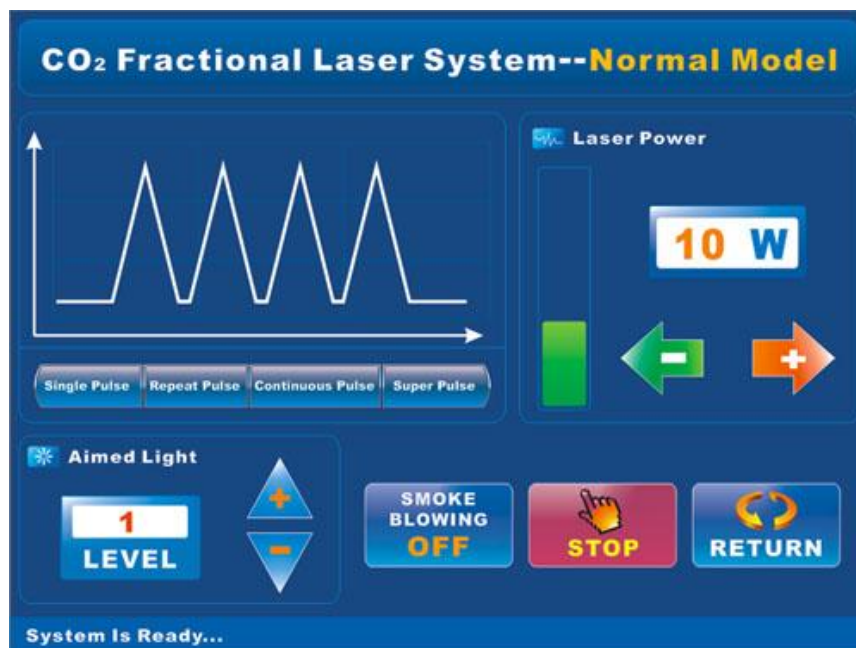 CO₂ Fractional Laser System--Normal Model
Laser Power
10 W
- +
Single Pulse Repeat Pulse Continuous Pulse Super Pulse
Aimed Light
+
1
LEVEL
-
SMOKE
BLOWING
OFF
STOP
RETURN
System Is Ready...